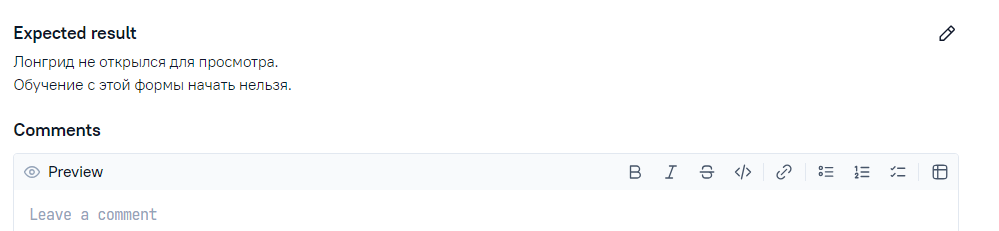 Expected result
Лонгрид не открылся для просмотра.
Обучение с этой формы начать нельзя.
Comments
Preview
Leave a comment